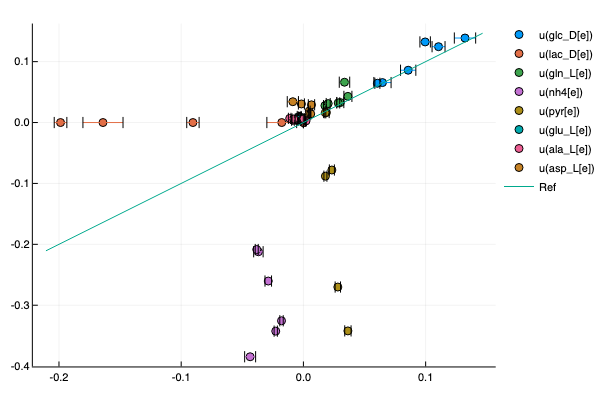 0.1
0.0
-0.1
-0.2
-0.3
-0.4
-0.2
-0.1
0.0
0.1
u(glc_D[e])
u(lac_D[e])
u(gln_L[e])
u(nh4[e])
u(pyr[e])
u(glu_L[e])
u(ala_L[e])
u(asp_L[e])
Ref